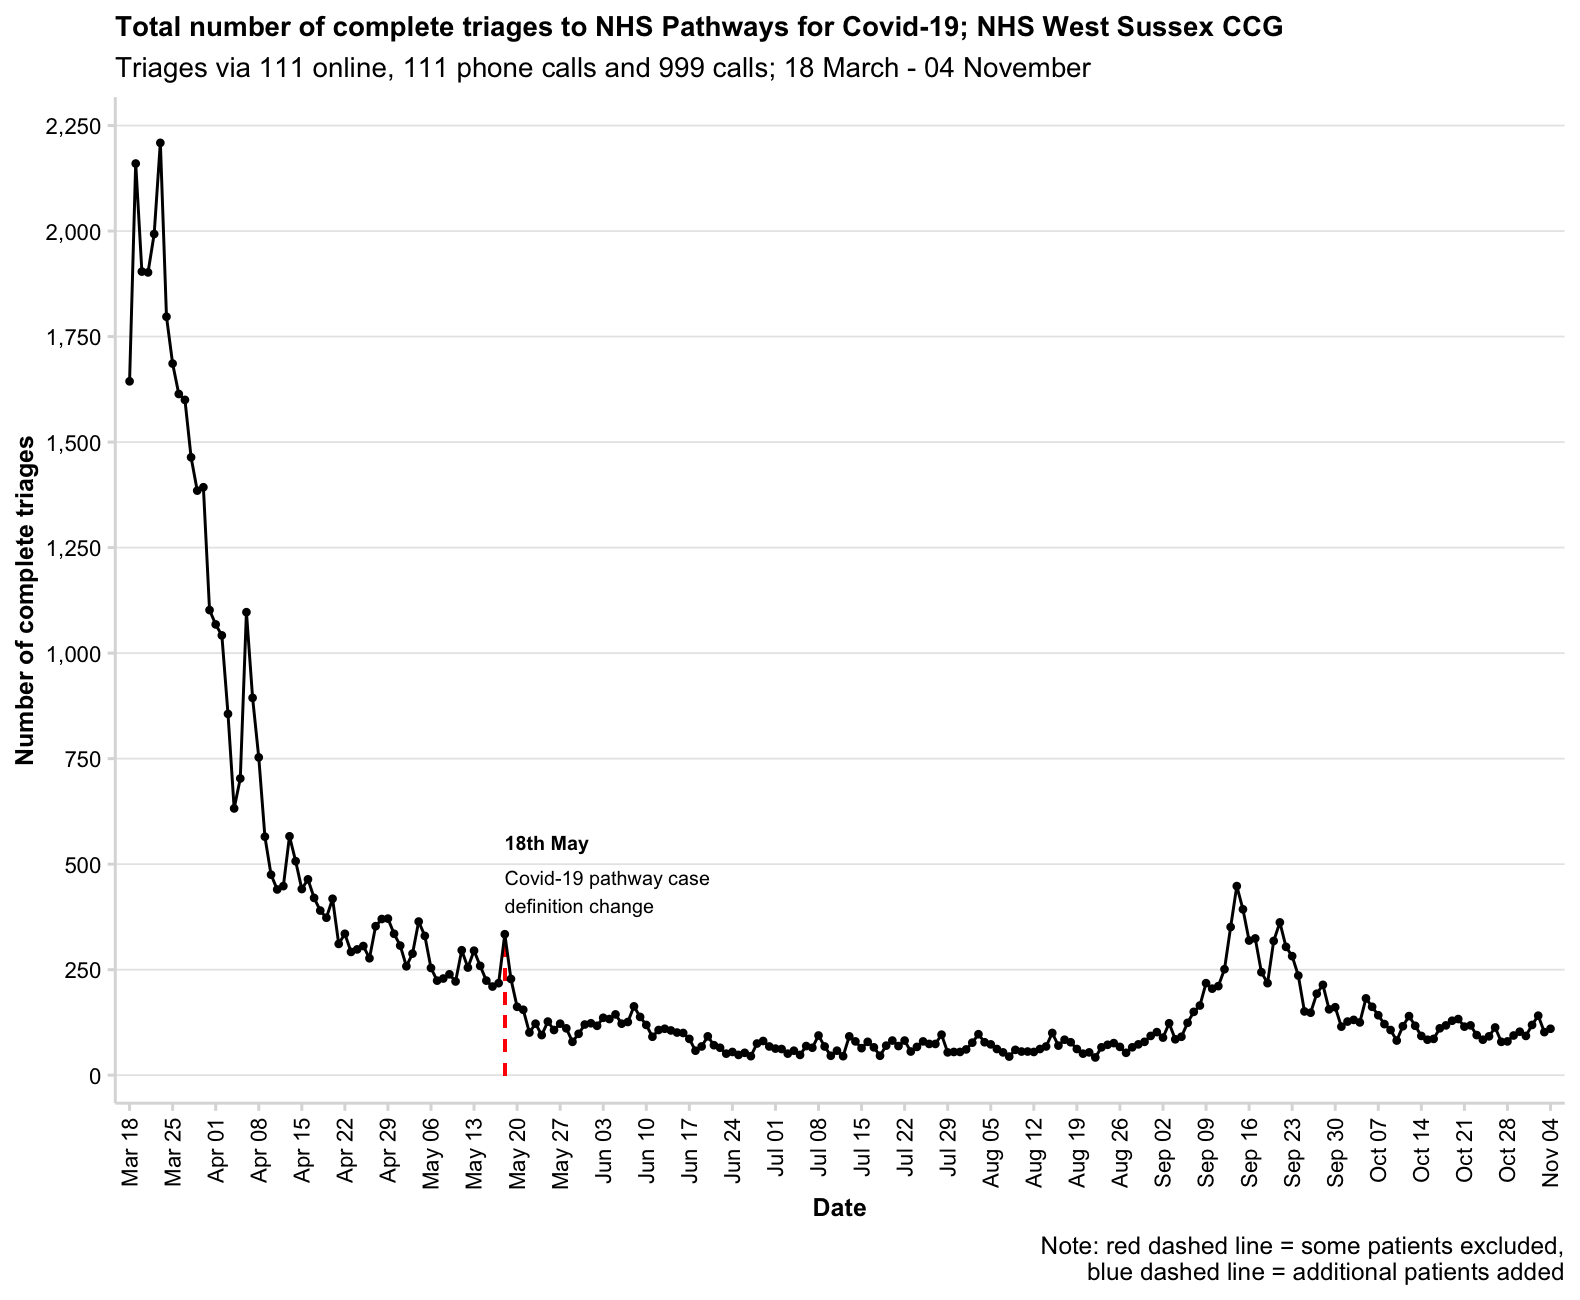 Total number of complete triages to NHS Pathways for Covid-19; NHS West Sussex CCG
Triages via 111 online, 111 phone calls and 999 calls; 18 March - 04 November
Number of complete triages
2,250
2,000
1,750
1,500
1,250
1,000
750
500
250
0
18th May
Covid-19 pathway case
definition change
Mar 18
Mar 25
Apr 01
Apr 08
Apr 15
Apr 22
Apr 29
May 06
May 13
May 20
May 27
Jun 03
Jun 10
Jun 17
Jun 24
Jul 01
Jul 08
Jul 15
Jul 22
Jul 29
Aug 05
Aug 12
Aug 19
Aug 26
Sep 02
Sep 09
Sep 16
Sep 23
Sep 30
Oct 07
Oct 14
Oct 21
Oct 28
Nov 04
Date
Note: red dashed line = some patients excluded,
blue dashed line = additional patients added